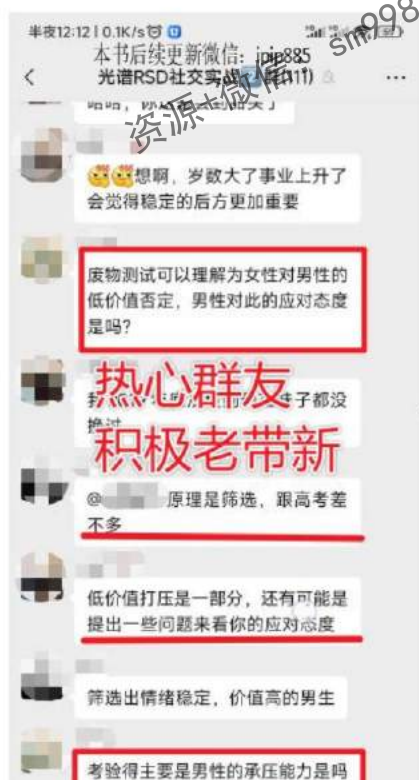 半夜12:12 | 0.1K/s
本书后续更新微信：jpip885
光谱RSD社交实战
资源+微信
sm998
想啊，岁数大了事业上升了
会觉得稳定的后方更加重要
废物测试可以理解为女性对男性的
低价值否定，男性对此的应对态度
是吗？
热心群友
子都没
积极老带新
@ 原理是筛选，跟高考差
不多
低价值打压是一部分，还有可能是
提出一些问题来看你的应对态度
筛选出情绪稳定，价值高的男生
考验得主要是男性的承压能力是吗